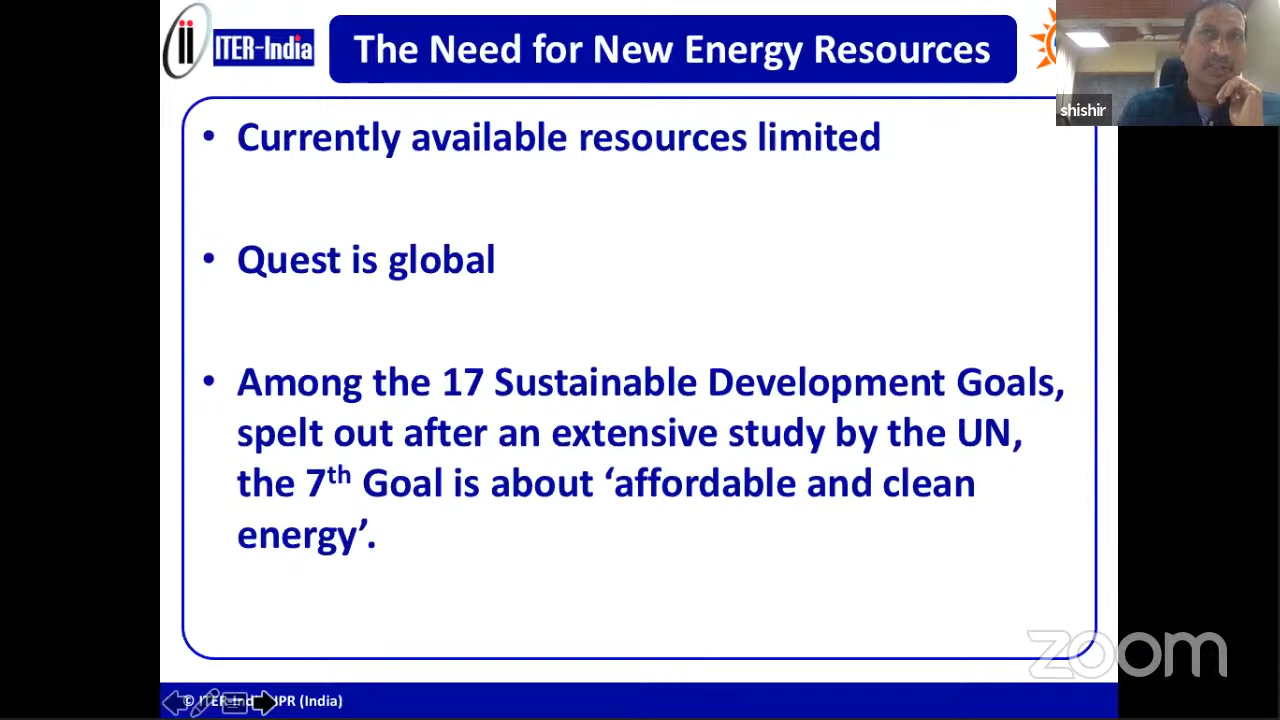 ITER-India
The Need for New Energy Resources
shishir
• Currently available resources limited
• Quest is global
• Among the 17 Sustainable Development Goals,
spelt out after an extensive study by the UN,
the 7th Goal is about ‘affordable and clean
energy’.
zoom
© ITER-India, IPR (India)